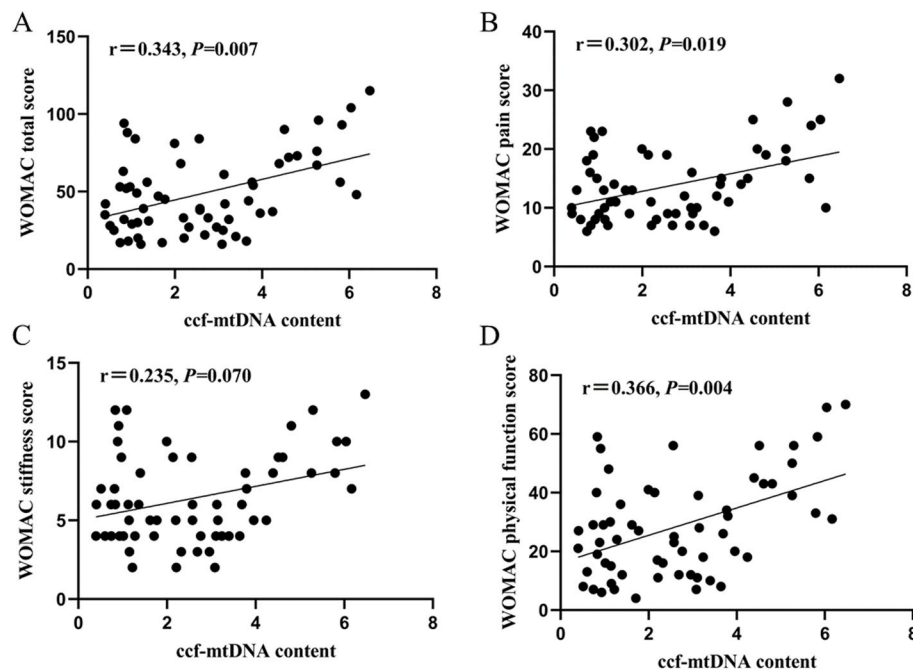 A
r=0.343, P=0.007
WOMAC total score
150
100
50
0
0 2 4 6 8
ccf-mtDNA content
B
r=0.302, P=0.019
WOMAC pain score
40
30
20
10
0
0 2 4 6 8
ccf-mtDNA content
C
r=0.235, P=0.070
WOMAC stiffness score
15
10
5
0
0 2 4 6 8
ccf-mtDNA content
D
r=0.366, P=0.004
WOMAC physical function score
80
60
40
20
0
0 2 4 6 8
ccf-mtDNA content